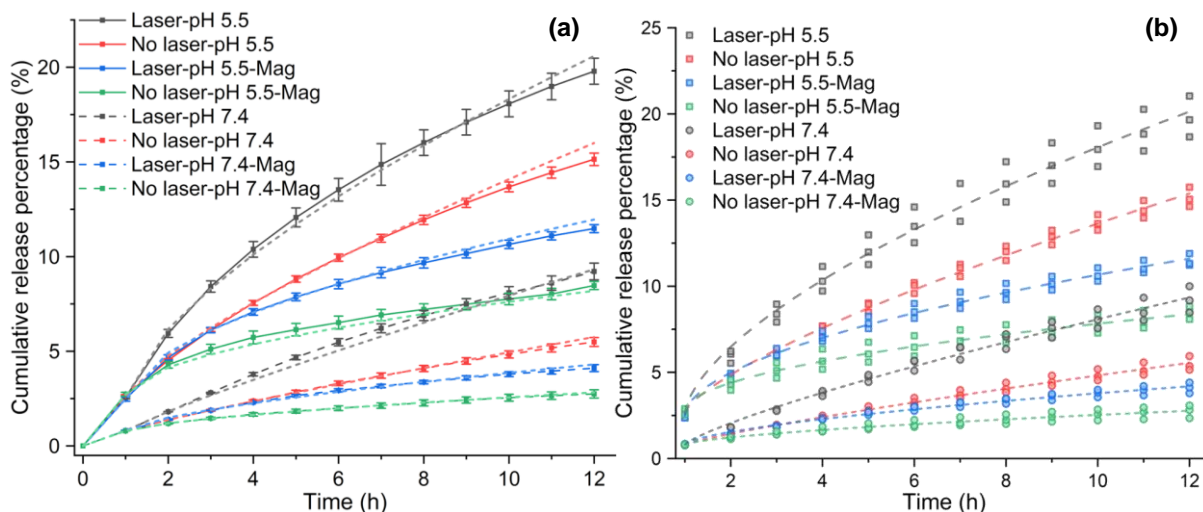 (a)
Laser-pH 5.5
No laser-pH 5.5
Laser-pH 5.5-Mag
No laser-pH 5.5-Mag
Laser-pH 7.4
No laser-pH 7.4
Laser-pH 7.4-Mag
No laser-pH 7.4-Mag
Cumulative release percentage (%)
20
15
10
5
0
0 2 4 6 8 10 12
Time (h)
(b)
Laser-pH 5.5
No laser-pH 5.5
Laser-pH 5.5-Mag
No laser-pH 5.5-Mag
Laser-pH 7.4
No laser-pH 7.4
Laser-pH 7.4-Mag
No laser-pH 7.4-Mag
Cumulative release percentage (%)
25
20
15
10
5
0
2 4 6 8 10 12
Time (h)